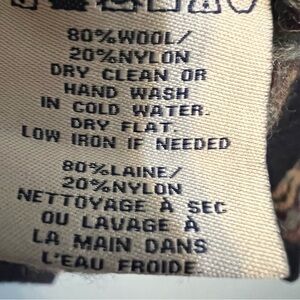 80%WOOL/
20%NYLON
DRY CLEAN OR
HAND WASH
IN COLD WATER.
DRY FLAT.
LOW IRON IF NEEDED
80%LAINE/
20%NYLON
NETTOYAGE À SEC
OU LAVAGE À
LA MAIN DANS
L'EAU FROIDE